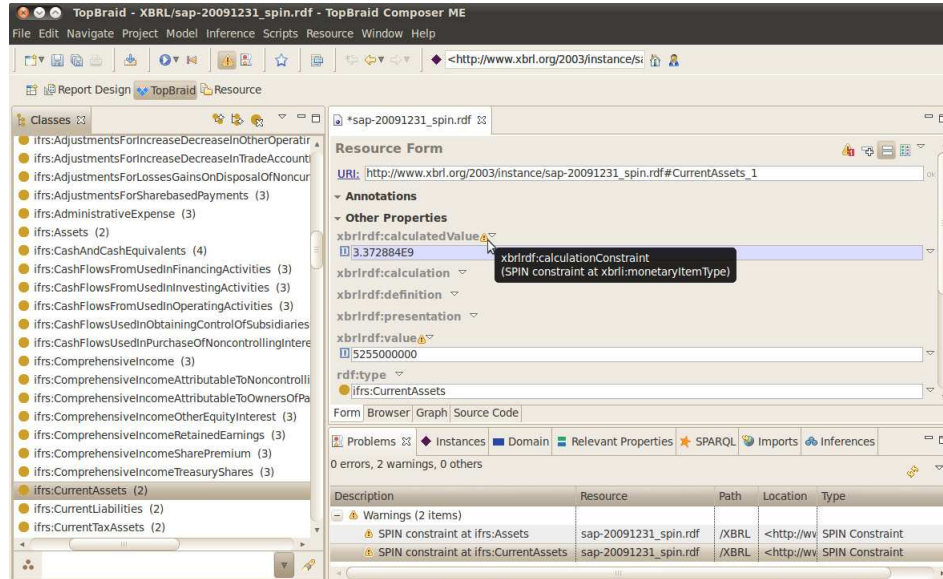 TopBraid - XBRL/sap-20091231_spin.rdf - TopBraid Composer ME
File Edit Navigate Project Model Inference Scripts Resource Window Help
<http://www.xbrl.org/2003/instance/sa
Report Design TopBraid Resource
Classes
ifrs:AdjustmentsForIncreaseDecreaseInOtherOperatin
ifrs:AdjustmentsForIncreaseDecreaseInTradeAccount
ifrs:AdjustmentsForLossesGainsOnDisposalOfNoncur
ifrs:AdjustmentsForSharebasedPayments (3)
ifrs:AdministrativeExpense (3)
ifrs:Assets (2)
ifrs:CashAndCashEquivalents (4)
ifrs:CashFlowsFromUsedInFinancingActivities (3)
ifrs:CashFlowsFromUsedInInvestingActivities (3)
ifrs:CashFlowsFromUsedInOperatingActivities (3)
ifrs:CashFlowsUsedInObtainingControlOfSubsidiaries
ifrs:CashFlowsUsedInPurchaseOfNoncontrollingIntere
ifrs:ComprehensiveIncome (3)
ifrs:ComprehensiveIncomeAttributableToNoncontrolli
ifrs:ComprehensiveIncomeAttributableToOwnersOfPa
ifrs:ComprehensiveIncomeOtherEquityInterest (3)
ifrs:ComprehensiveIncomeRetainedEarnings (3)
ifrs:ComprehensiveIncomeSharePremium (3)
ifrs:ComprehensiveIncomeTreasuryShares (3)
ifrs:CurrentAssets (2)
ifrs:CurrentLiabilities (2)
ifrs:CurrentTaxAssets (2)
*sap-20091231_spin.rdf
Resource Form
URI: http://www.xbrl.org/2003/instance/sap-20091231_spin.rdf#CurrentAssets_1
Ok
Annotations
Other Properties
xbrlrdf:calculatedValue
3.372884E9
xbrlrdf:calculationConstraint
(SPIN constraint at xbrli:monetaryItemType)
xbrlrdf:calculation
xbrlrdf:definition
xbrlrdf:presentation
xbrlrdf:value
5255000000
rdf:type
ifrs:CurrentAssets
Form Browser Graph Source Code
Problems Instances Domain Relevant Properties SPARQL Imports Inferences
0 errors, 2 warnings, 0 others
Description Resource Path Location Type
Warnings (2 items)
SPIN constraint at ifrs:Assets sap-20091231_spin.rdf /XBRL <http://ww SPIN Constraint
SPIN constraint at ifrs:CurrentAssets sap-20091231_spin.rdf /XBRL <http://ww SPIN Constraint